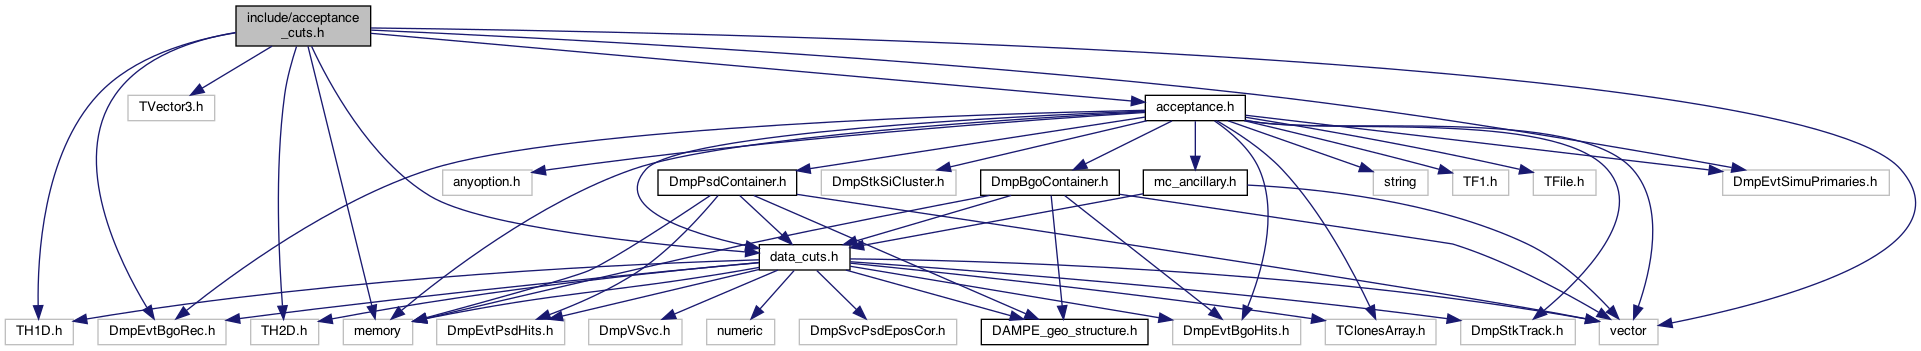 include/acceptance
_cuts.h
TVector3.h
acceptance.h
anyoption.h
DmpPsdContainer.h
DmpStkSiCluster.h
DmpBgoContainer.h
mc_ancillary.h
string
TF1.h
TFile.h
DmpEvtSimuPrimaries.h
data_cuts.h
TH1D.h
DmpEvtBgoRec.h
TH2D.h
memory
DmpEvtPsdHits.h
DmpVSvc.h
numeric
DmpSvcPsdEposCor.h
DAMPE_geo_structure.h
DmpEvtBgoHits.h
TClonesArray.h
DmpStkTrack.h
vector